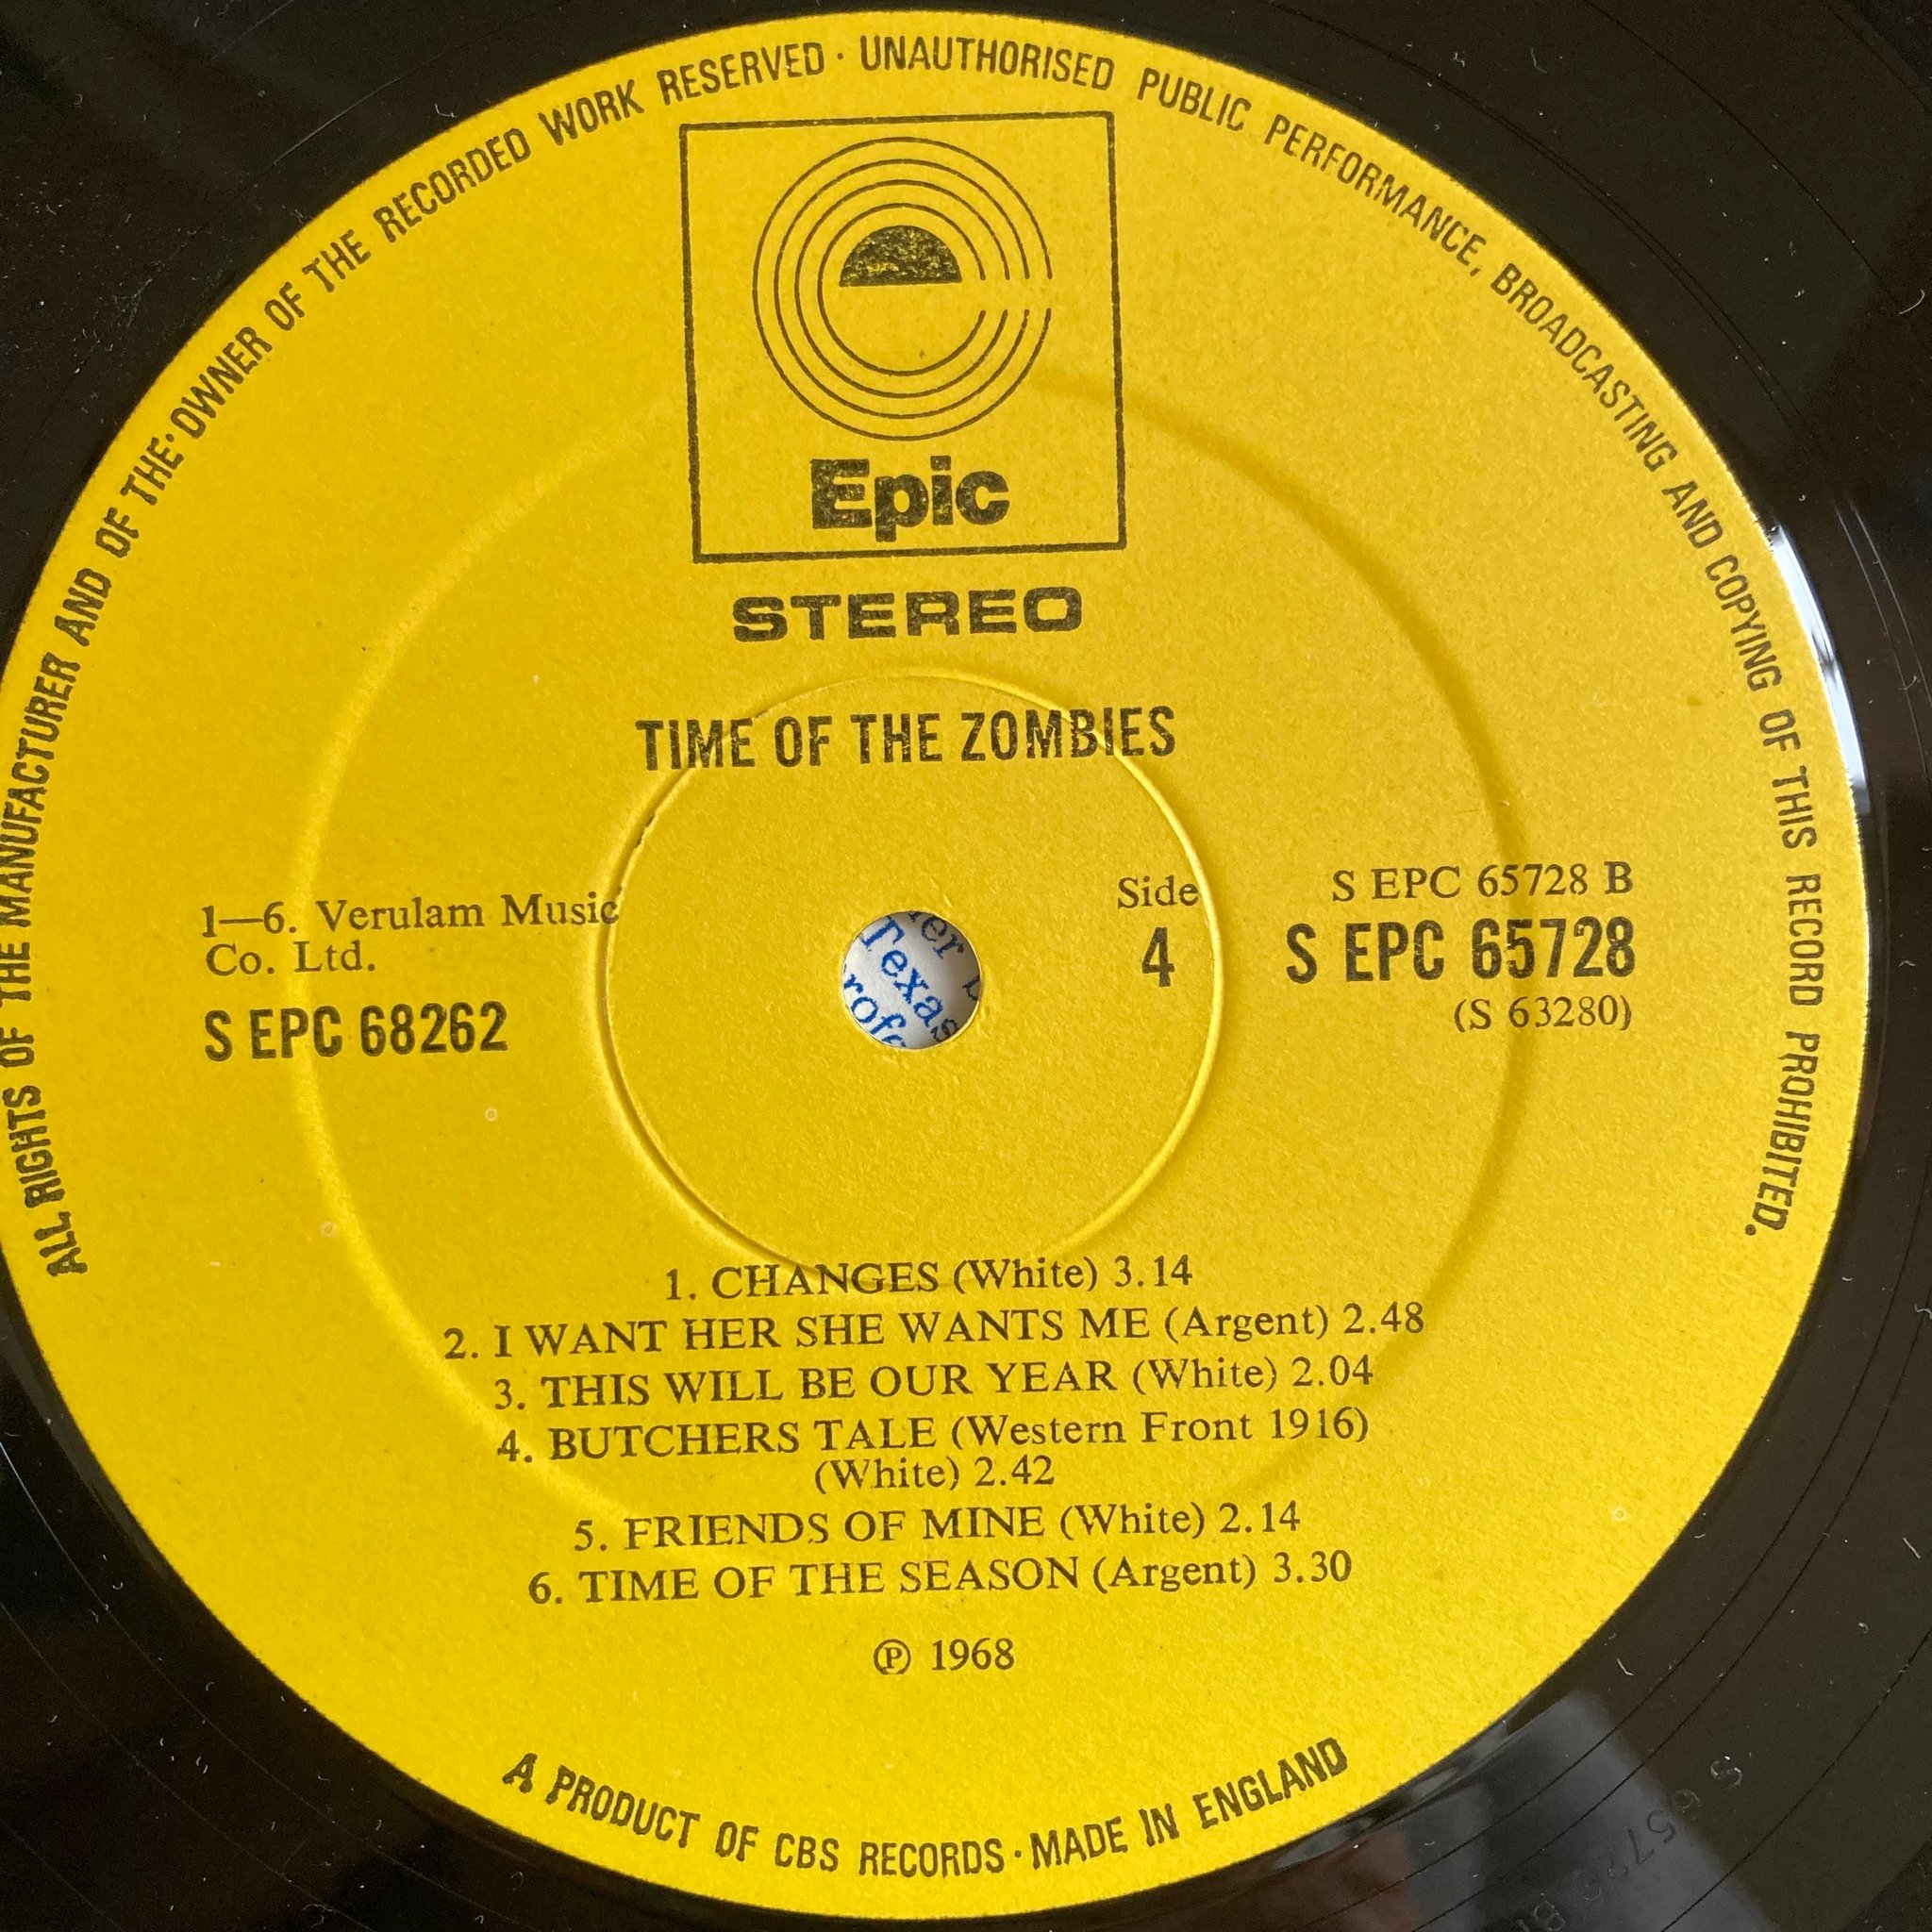 ALL RIGHTS OF THE MANUFACTURER AND OF THE OWNER OF THE RECORDED WORK RESERVED · UNAUTHORISED PUBLIC PERFORMANCE, BROADCASTING AND COPYING OF THIS RECORD PROHIBITED.
Epic
STEREO
TIME OF THE ZOMBIES
1—6. Verulam Music
Co. Ltd.
S EPC 68262
Texas
Side
4
S EPC 65728 B
S EPC 65728
(S 63280)
1. CHANGES (White) 3.14
2. I WANT HER SHE WANTS ME (Argent) 2.48
3. THIS WILL BE OUR YEAR (White) 2.04
4. BUTCHERS TALE (Western Front 1916)
(White) 2.42
5. FRIENDS OF MINE (White) 2.14
6. TIME OF THE SEASON (Argent) 3.30
℗ 1968
A PRODUCT OF CBS RECORDS · MADE IN ENGLAND